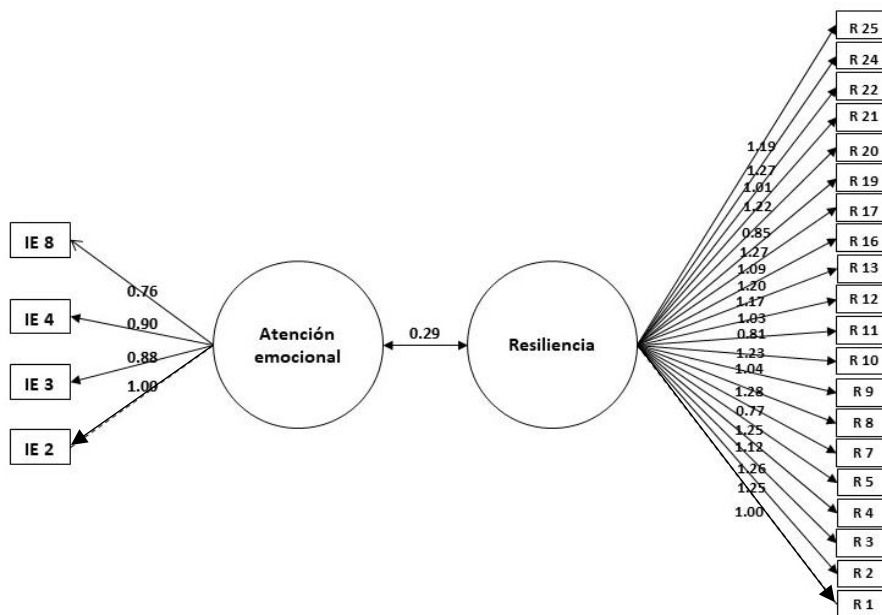 IE 8
IE 4
IE 3
IE 2
0.76
0.90
0.88
1.00
Atención
emocional
0.29
Resiliencia
1.19
1.27
1.01
1.22
0.85
1.27
1.09
1.20
1.17
1.03
0.81
1.23
1.04
1.28
0.77
1.25
1.12
1.26
1.25
1.00
R 25
R 24
R 22
R 21
R 20
R 19
R 17
R 16
R 13
R 12
R 11
R 10
R 9
R 8
R 7
R 5
R 4
R 3
R 2
R 1